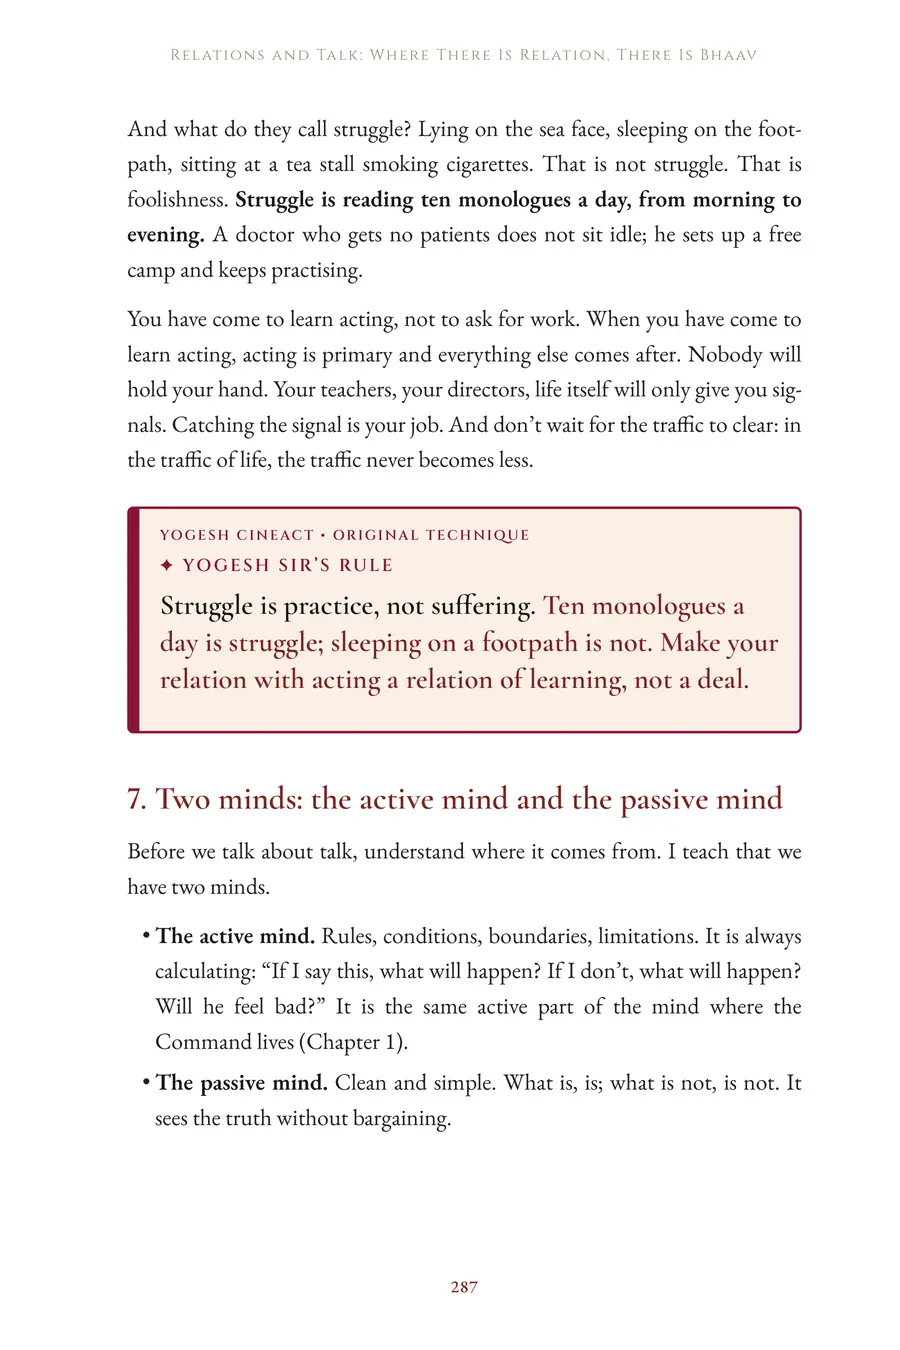 Relations and Talk: Where There Is Relation, There Is Bhaav
And what do they call struggle? Lying on the sea face, sleeping on the foot-
path, sitting at a tea stall smoking cigarettes. That is not struggle. That is
foolishness. Struggle is reading ten monologues a day, from morning to
evening. A doctor who gets no patients does not sit idle; he sets up a free
camp and keeps practising.
You have come to learn acting, not to ask for work. When you have come to
learn acting, acting is primary and everything else comes after. Nobody will
hold your hand. Your teachers, your directors, life itself will only give you sig-
nals. Catching the signal is your job. And don’t wait for the traffic to clear: in
the traffic of life, the traffic never becomes less.
YOGESH CINEACT • ORIGINAL TECHNIQUE
✦ YOGESH SIR’S RULE
Struggle is practice, not suffering. Ten monologues a
day is struggle; sleeping on a footpath is not. Make your
relation with acting a relation of learning, not a deal.
7. Two minds: the active mind and the passive mind
Before we talk about talk, understand where it comes from. I teach that we
have two minds.
• The active mind. Rules, conditions, boundaries, limitations. It is always
calculating: “If I say this, what will happen? If I don’t, what will happen?
Will he feel bad?” It is the same active part of the mind where the
Command lives (Chapter 1).
• The passive mind. Clean and simple. What is, is; what is not, is not. It
sees the truth without bargaining.
287